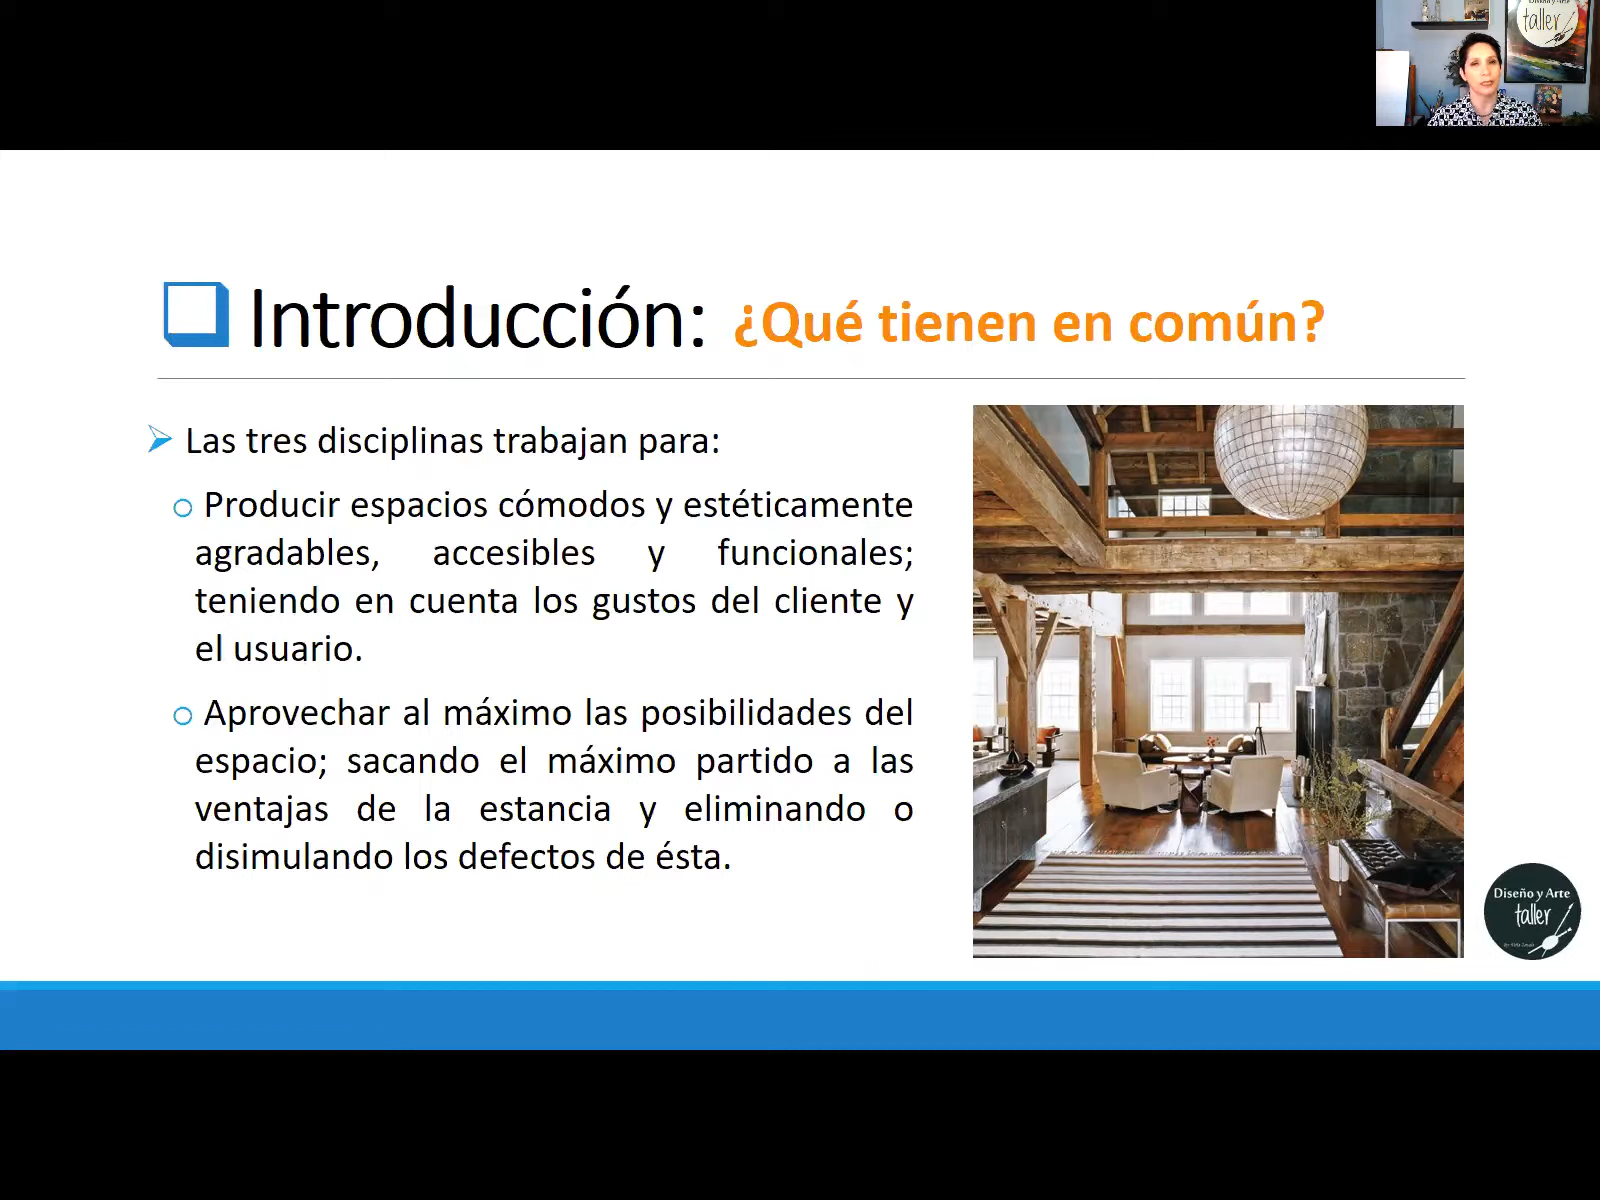 Diseño y Arte
taller
Introducción: ¿Qué tienen en común?
Las tres disciplinas trabajan para:
Producir espacios cómodos y estéticamente
agradables, accesibles y funcionales;
teniendo en cuenta los gustos del cliente y
el usuario.
Aprovechar al máximo las posibilidades del
espacio; sacando el máximo partido a las
ventajas de la estancia y eliminando o
disimulando los defectos de ésta.
Diseño y Arte
taller